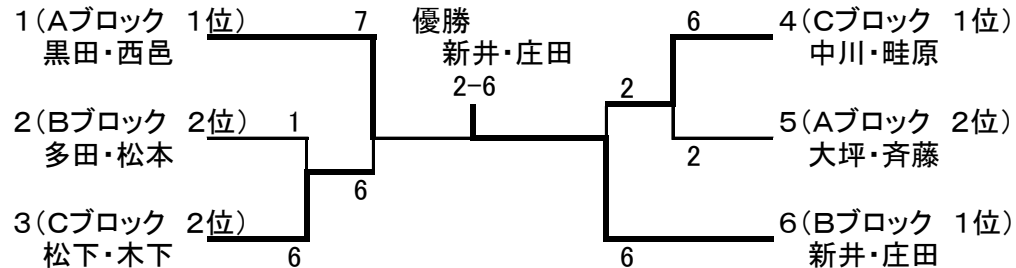 1(Aブロック 1位)
黒田・西邑
7
優勝
新井・庄田
2-6
6
4(Cブロック 1位)
中川・畦原
2(Bブロック 2位)
多田・松本
1
2
5(Aブロック 2位)
大坪・斉藤
2
6
3(Cブロック 2位)
松下・木下
6
6
6(Bブロック 1位)
新井・庄田